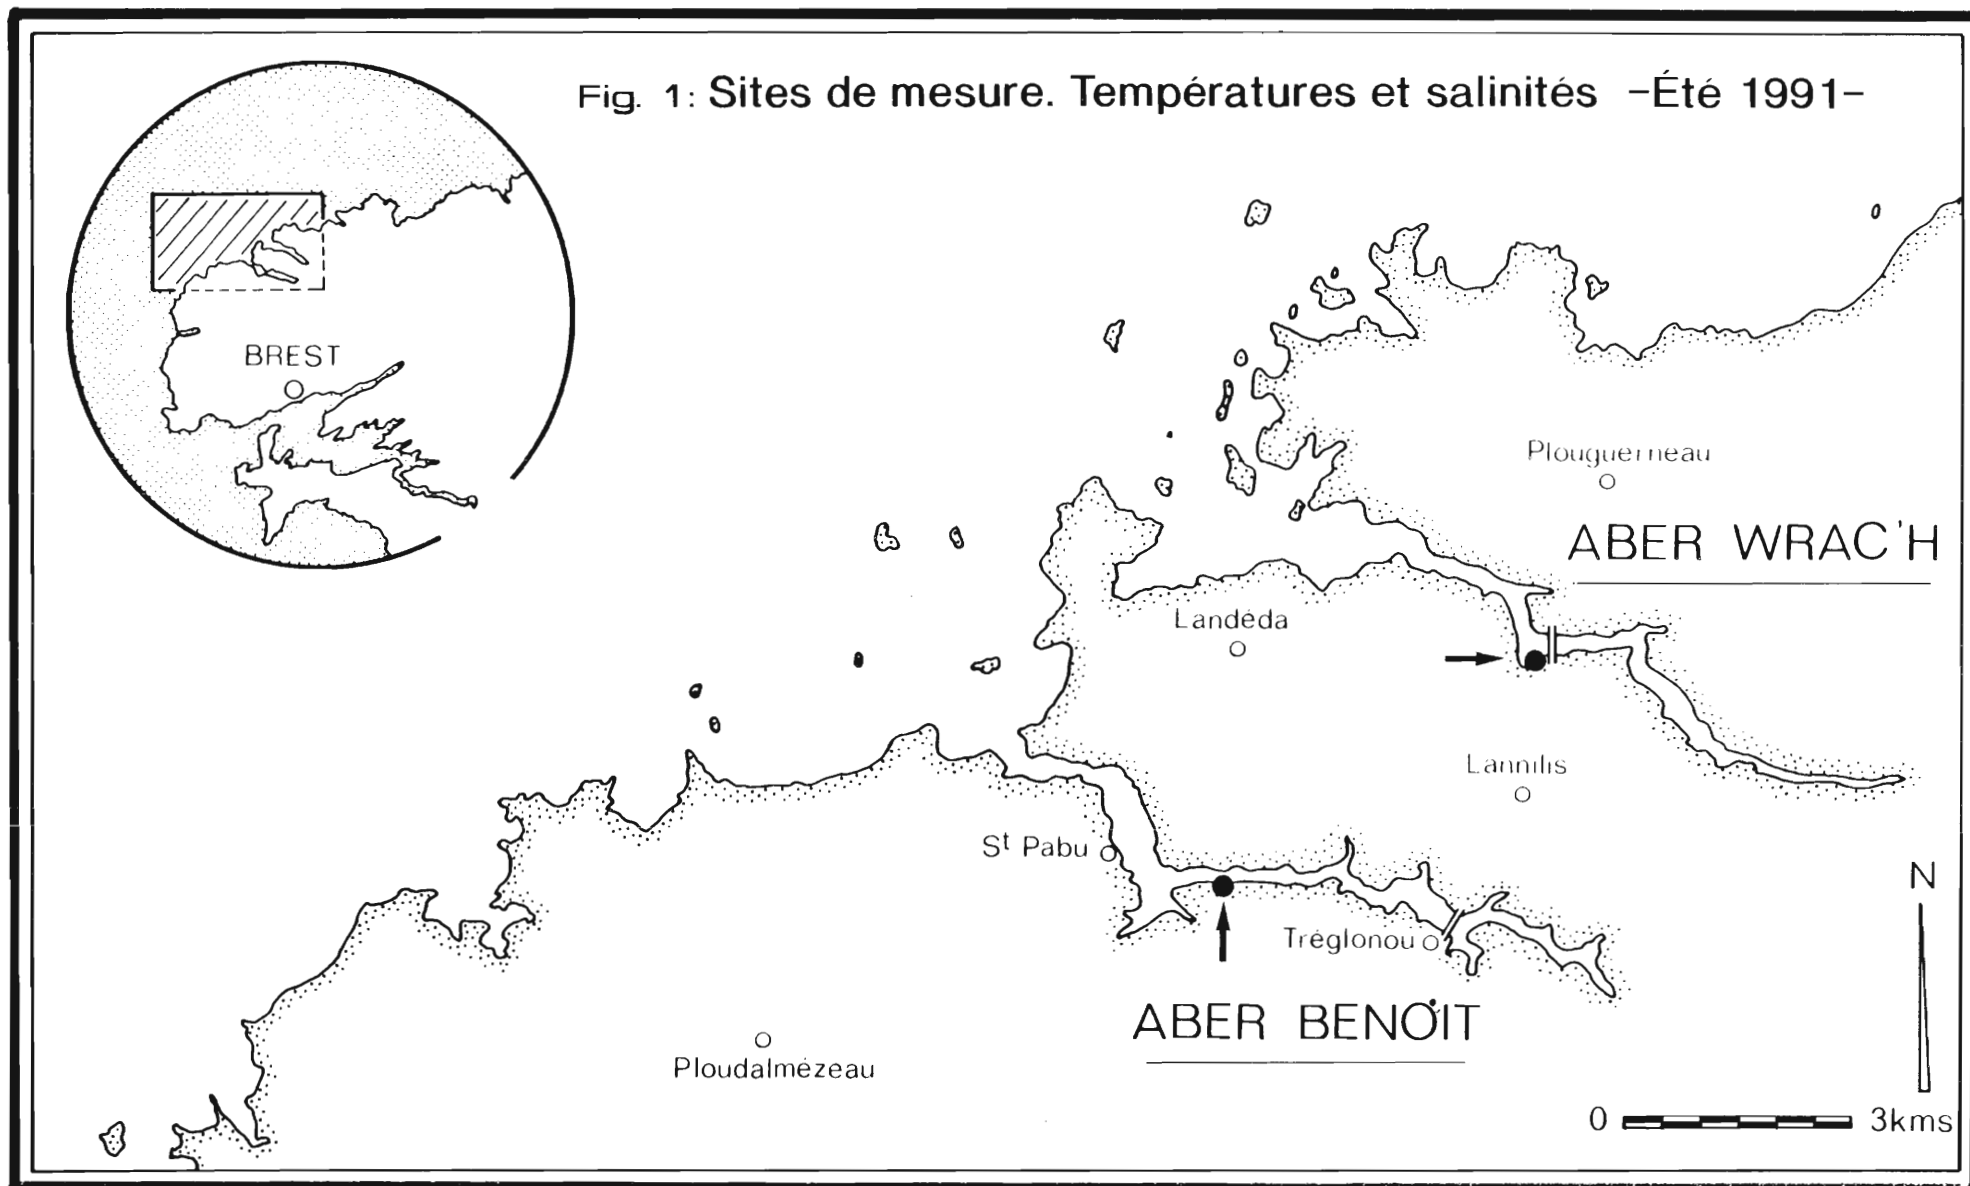 Fig. 1: Sites de mesure. Températures et salinités -Été 1991-
BREST
Plouguerneau
ABER WRAC'H
Landéda
Lannilis
St Pabu
N
Tréglonou
ABER BENOÎT
Ploudalmézeau
0 3kms